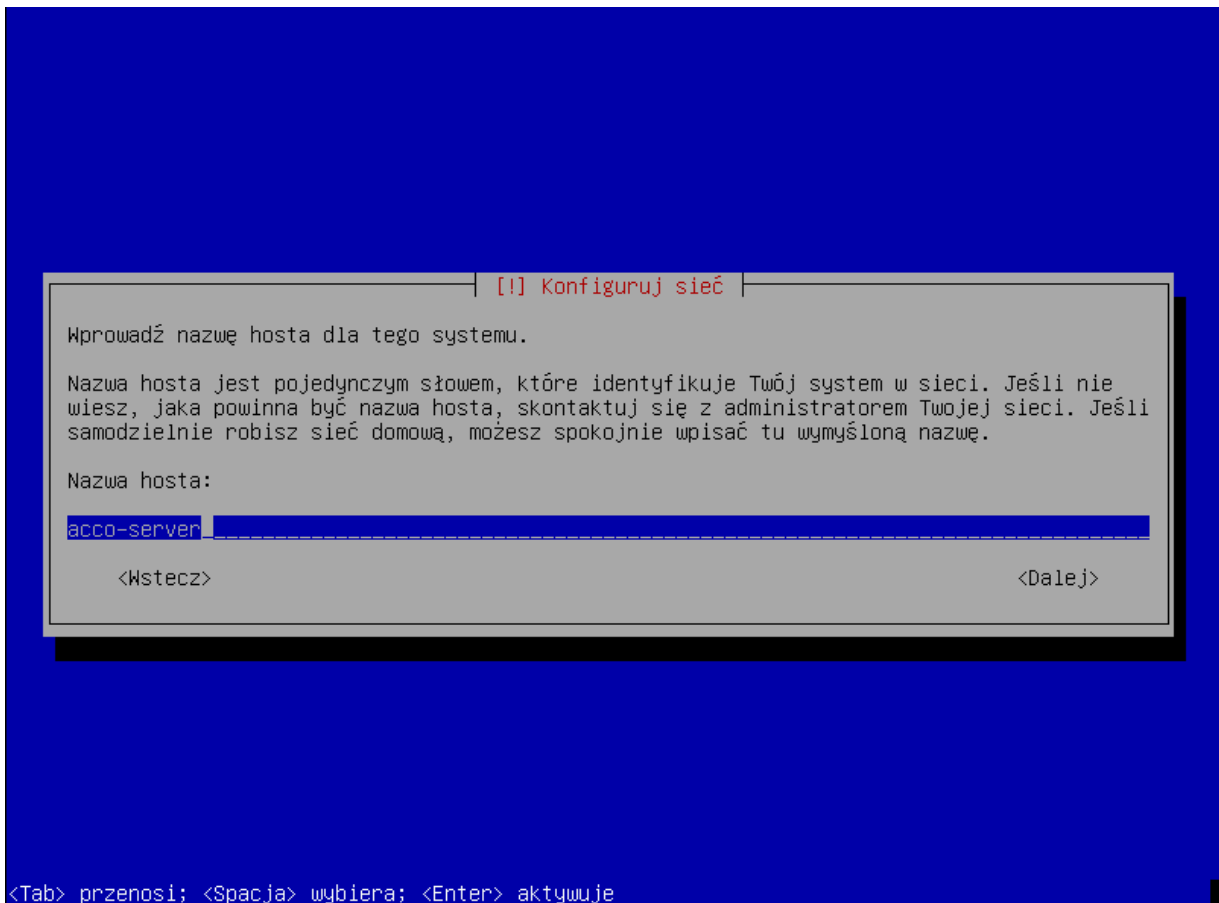 [!] Konfiguruj sieć
Wprowadź nazwę hosta dla tego systemu.
Nazwa hosta jest pojedynczym słowem, które identyfikuje Twój system w sieci. Jeśli nie
wiesz, jaka powinna być nazwa hosta, skontaktuj się z administratorem Twojej sieci. Jeśli
samodzielnie robisz sieć domową, możesz spokojnie wpisać tu wymyśloną nazwę.
Nazwa hosta:
acco-server
<Wstecz> <Dalej>
<Tab> przenosi; <Spacja> wybiera; <Enter> aktywuje